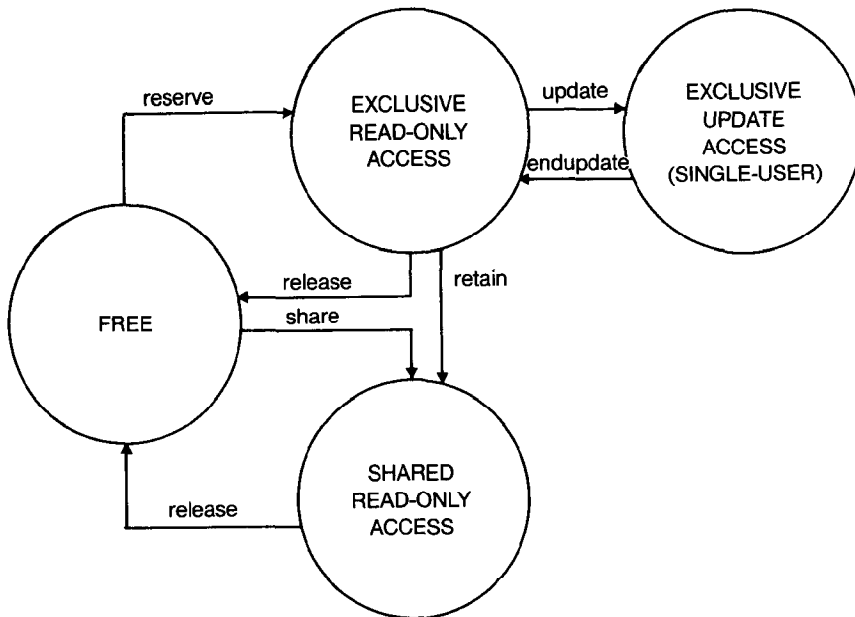 reserve
EXCLUSIVE
READ-ONLY
ACCESS
update
endupdate
EXCLUSIVE
UPDATE
ACCESS
(SINGLE-USER)
release
retain
share
FREE
SHARED
READ-ONLY
ACCESS
release